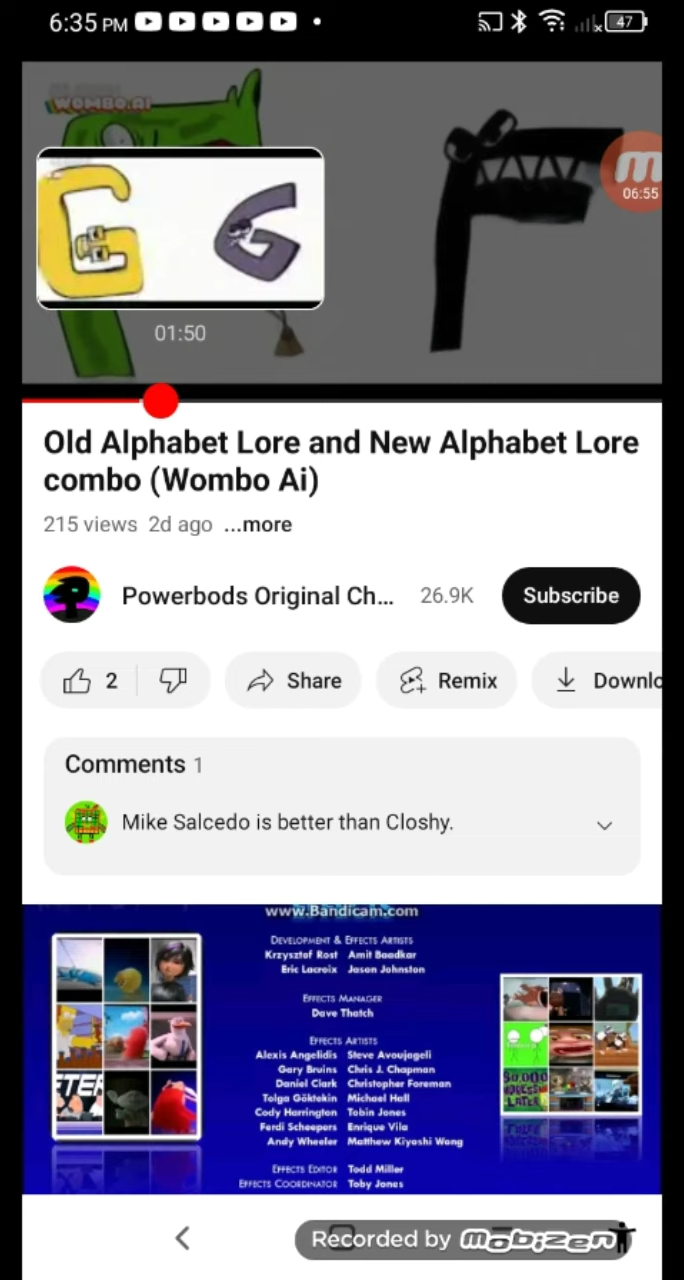 6:35 PM
47
WOMBO.AI
06:55
01:50
Old Alphabet Lore and New Alphabet Lore
combo (Wombo Ai)
215 views 2d ago ...more
Powerbods Original Ch... 26.9K Subscribe
2 Share Remix Downlo
Comments 1
Mike Salcedo is better than Closhy.
www.Bandicam.com
Development & Effects Artists
Krzysztof Rost Amit Baadkar
Eric Lacroix Jason Johnston
Effects Manager
Dave Thatch
Effects Artists
Alexis Angelidis Steve Avoujageli
Gary Bruins Chris J. Chapman
Daniel Clark Christopher Foreman
Tolga Göktekin Michael Hall
Cody Harrington Tobin Jones
Ferdi Scheepers Enrique Vila
Andy Wheeler Matthew Kiyoshi Wong
Effects Editor Todd Miller
Effects Coordinator Toby Jones
Recorded by mobizen